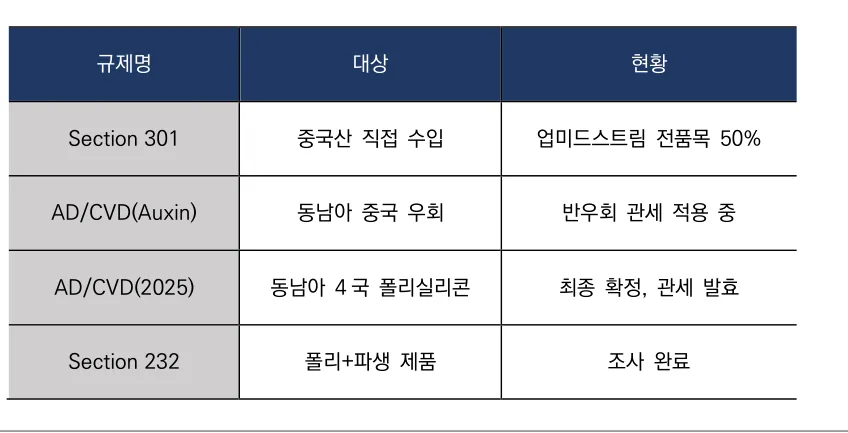 규제명 대상 현황
Section 301 중국산 직접 수입 업미드스트림 전품목 50%
AD/CVD(Auxin) 동남아 중국 우회 반우회 관세 적용 중
AD/CVD(2025) 동남아 4국 폴리실리콘 최종 확정, 관세 발효
Section 232 폴리+파생 제품 조사 완료